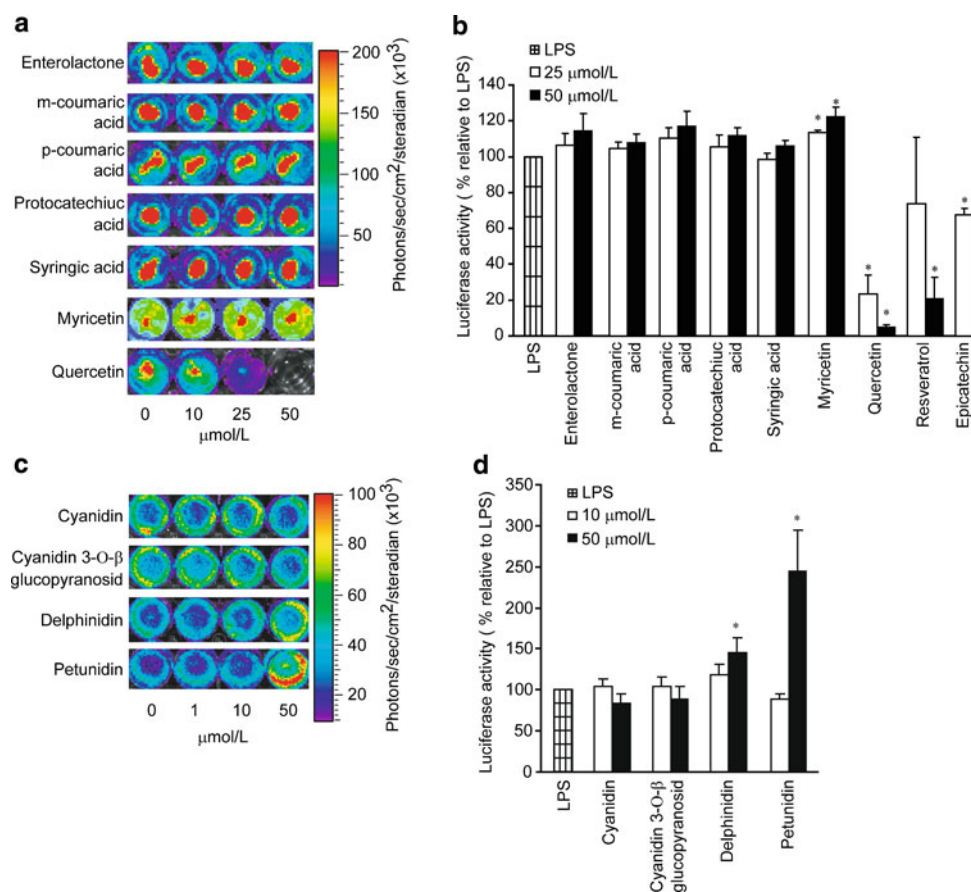 a
Enterolactone
m-coumaric
acid
p-coumaric
acid
Protocatechiuc
acid
Syringic acid
Myricetin
Quercetin
0 10 25 50
μmol/L
200
150
100
50
Photons/sec/cm²/steradian (x10³)
b
LPS
25 μmol/L
50 μmol/L
Luciferase activity ( % relative to LPS)
140
120
100
80
60
40
20
0
* * * * * *
LPS
Enterolactone
m-coumaric
acid
p-coumaric
acid
Protocatechiuc
acid
Syringic acid
Myricetin
Quercetin
Resveratrol
Epicatechin
c
Cyanidin
Cyanidin 3-O-β
glucopyranosid
Delphinidin
Petunidin
0 1 10 50
μmol/L
100
80
60
40
20
Photons/sec/cm²/steradian (x10³)
d
LPS
10 μmol/L
50 μmol/L
Luciferase activity ( % relative to LPS)
350
300
250
200
150
100
50
0
* *
LPS
Cyanidin
Cyanidin 3-O-β
glucopyranosid
Delphinidin
Petunidin